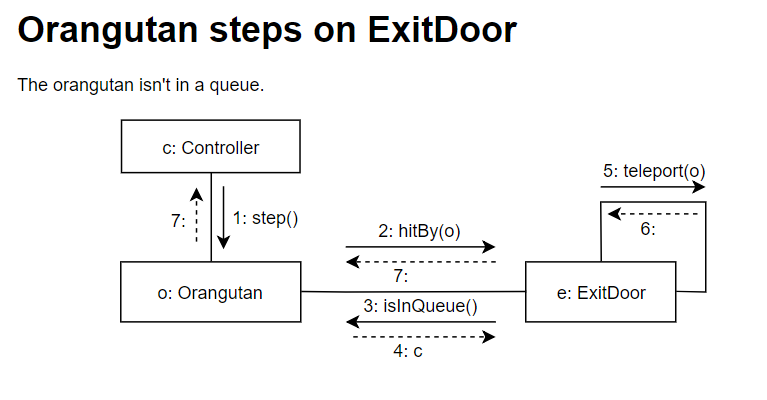 Orangutan steps on ExitDoor
The orangutan isn't in a queue.
c: Controller
5: teleport(o)
7:
1: step()
6:
2: hitBy(o)
7:
o: Orangutan
e: ExitDoor
3: isInQueue()
4: c